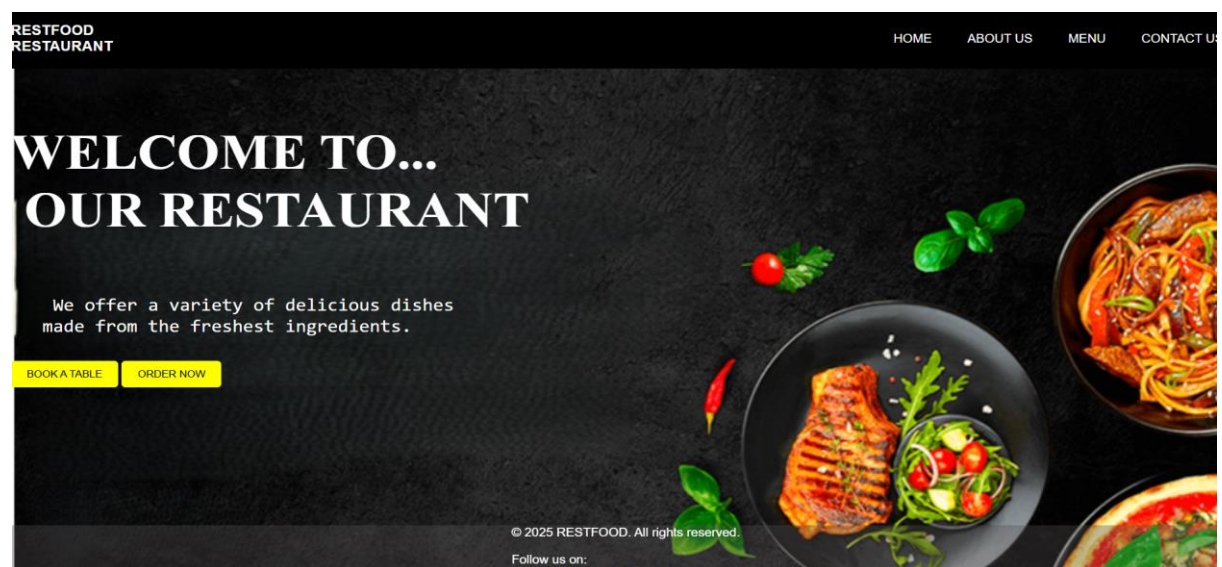 RESTFOOD
RESTAURANT
HOME
ABOUT US
MENU
CONTACT US
WELCOME TO...
OUR RESTAURANT
We offer a variety of delicious dishes
made from the freshest ingredients.
BOOK A TABLE
ORDER NOW
© 2025 RESTFOOD. All rights reserved.
Follow us on: